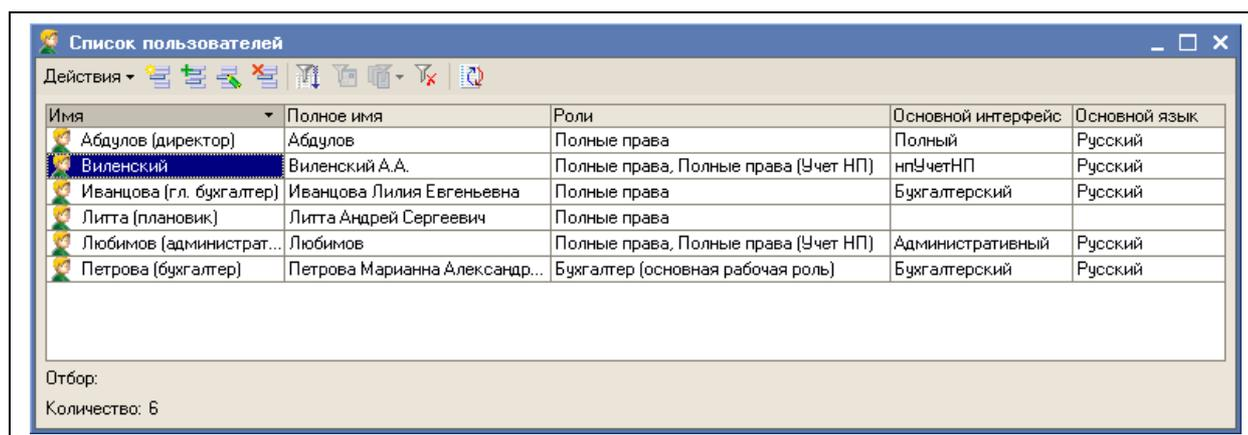 Список пользователей
Действия
Имя Полное имя Роли Основной интерфейс Основной язык
Абдулов (директор) Абдулов Полные права Полный Русский
Виленский Виленский А.А. Полные права, Полные права (Учет НП) нпУчетНП Русский
Иванцова (гл. бухгалтер) Иванцова Лилия Евгеньевна Полные права Бухгалтерский Русский
Литта (плановик) Литта Андрей Сергеевич Полные права
Любимов (администрат... Любимов Полные права, Полные права (Учет НП) Административный Русский
Петрова (бухгалтер) Петрова Марианна Александр... Бухгалтер (основная рабочая роль) Бухгалтерский Русский
Отбор:
Количество: 6